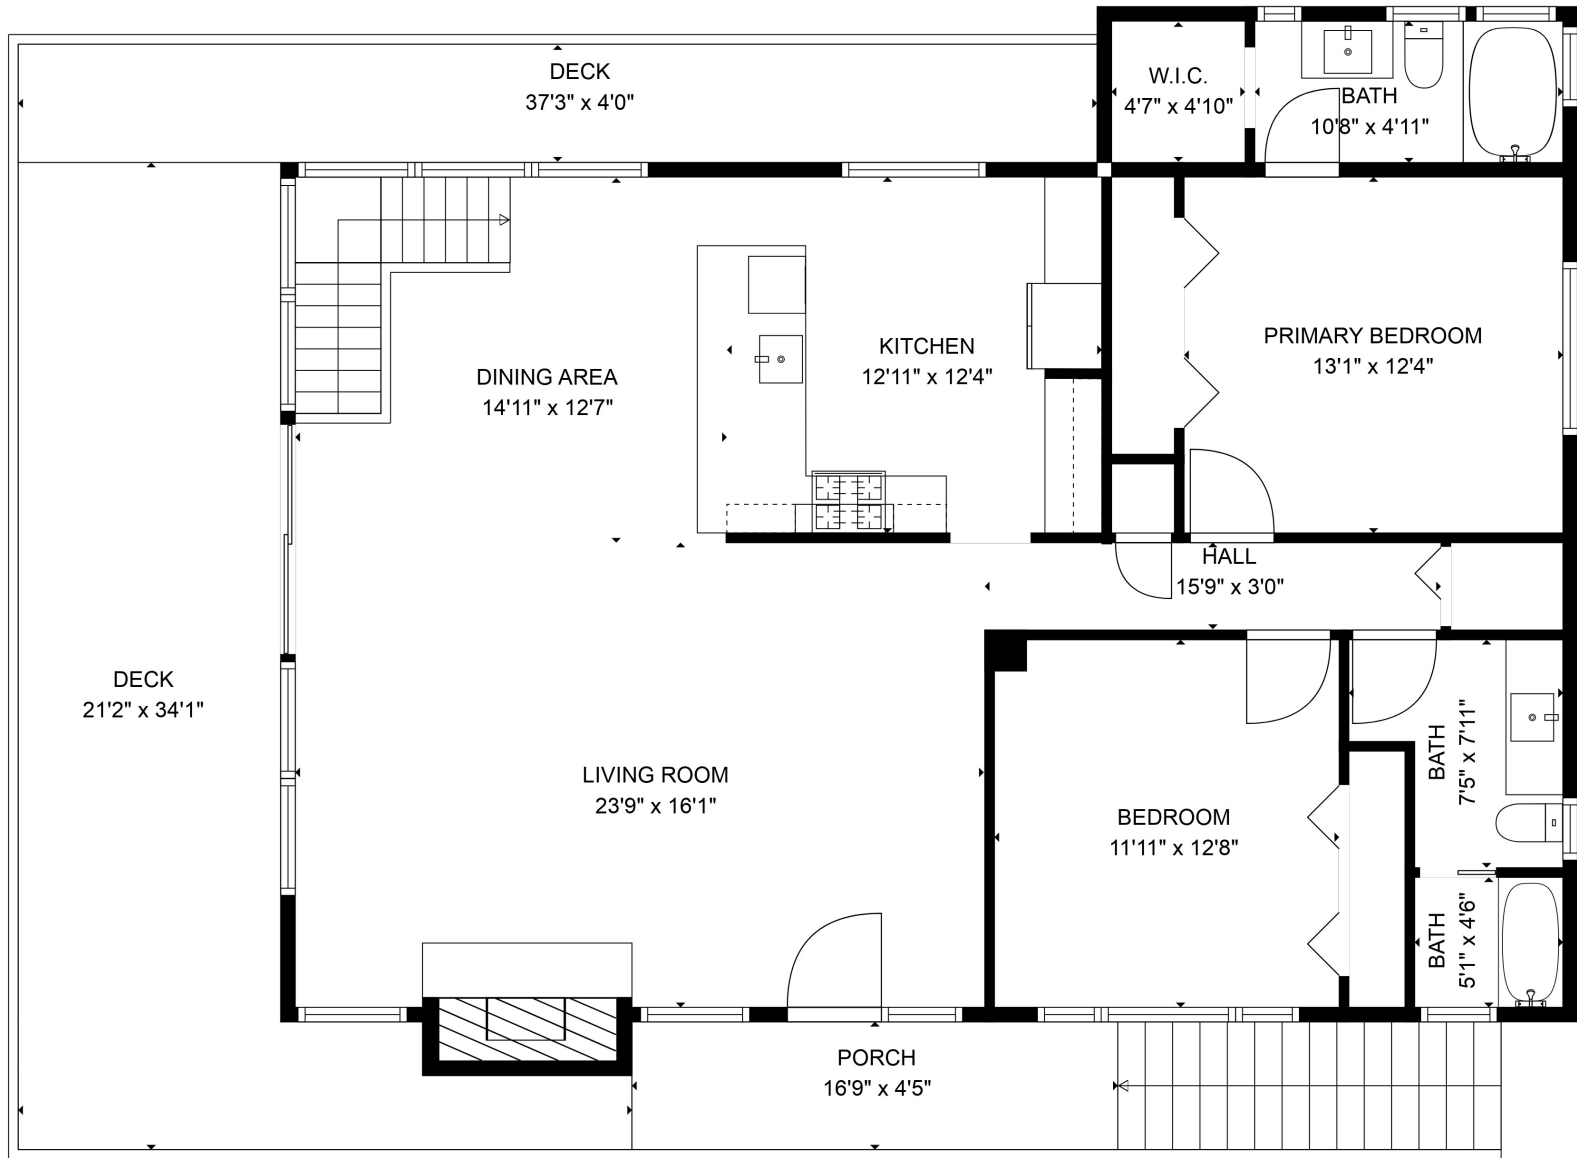 DECK
37'3" x 4'0"
W.I.C.
4'7" x 4'10"
BATH
10'8" x 4'11"
PRIMARY BEDROOM
13'1" x 12'4"
KITCHEN
12'11" x 12'4"
DINING AREA
14'11" x 12'7"
HALL
15'9" x 3'0"
DECK
21'2" x 34'1"
LIVING ROOM
23'9" x 16'1"
BEDROOM
11'11" x 12'8"
BATH
7'5" x 7'11"
BATH
5'1" x 4'6"
PORCH
16'9" x 4'5"